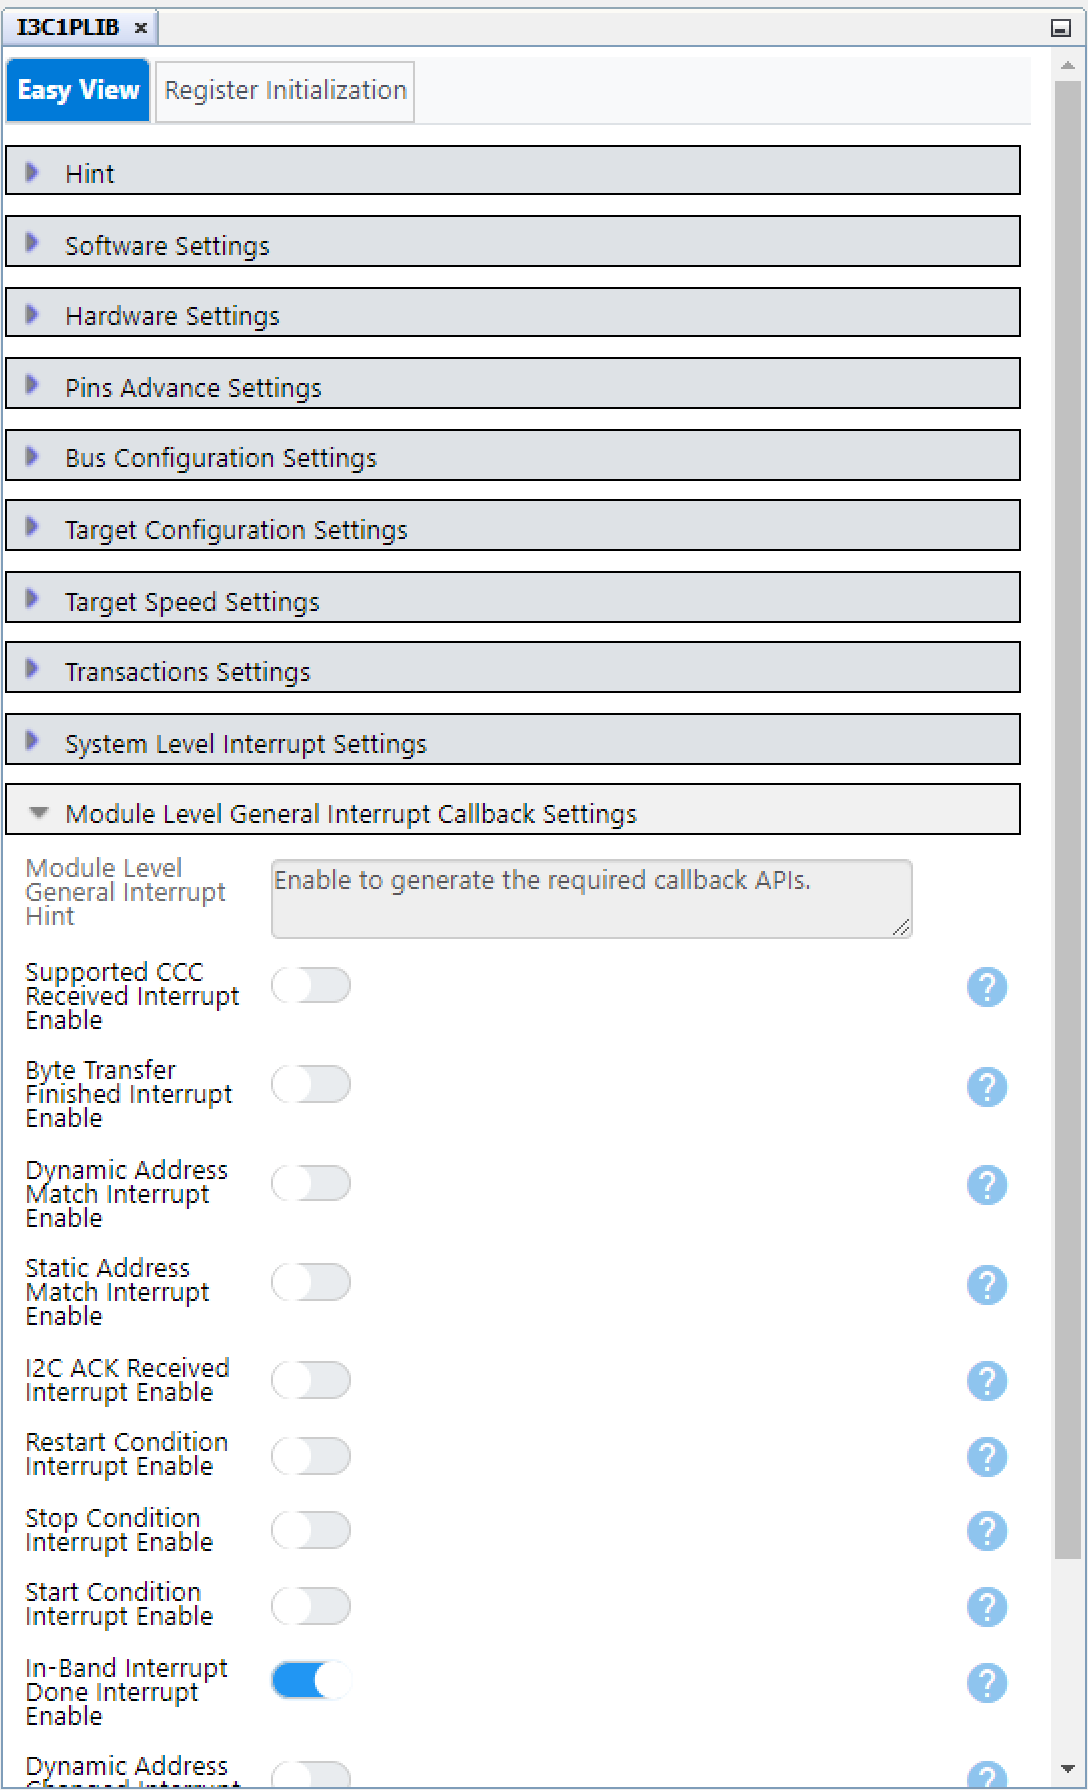 I3C1PLIB ×
Easy View
Register Initialization
Hint
Software Settings
Hardware Settings
Pins Advance Settings
Bus Configuration Settings
Target Configuration Settings
Target Speed Settings
Transactions Settings
System Level Interrupt Settings
Module Level General Interrupt Callback Settings
Module Level
General Interrupt
Hint
Enable to generate the required callback APIs.
Supported CCC
Received Interrupt
Enable
?
Byte Transfer
Finished Interrupt
Enable
?
Dynamic Address
Match Interrupt
Enable
?
Static Address
Match Interrupt
Enable
?
I2C ACK Received
Interrupt Enable
?
Restart Condition
Interrupt Enable
?
Stop Condition
Interrupt Enable
?
Start Condition
Interrupt Enable
?
In-Band Interrupt
Done Interrupt
Enable
?
Dynamic Address
Changed Interrupt
?